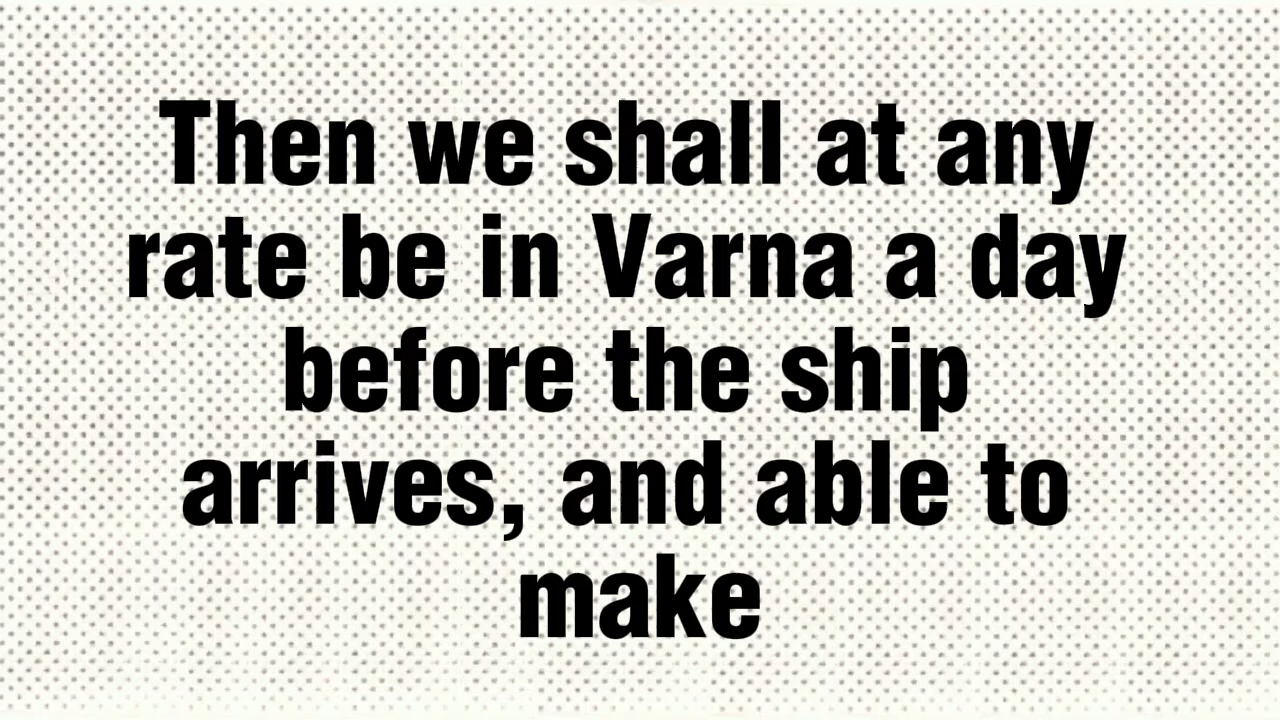 Then we shall at any
rate be in Varna a day
before the ship
arrives, and able to
make